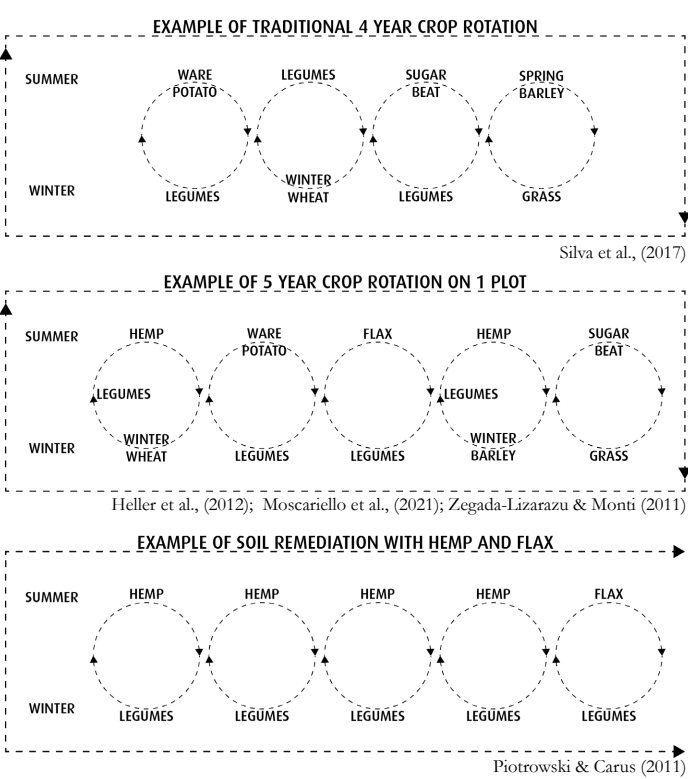 EXAMPLE OF TRADITIONAL 4 YEAR CROP ROTATION
SUMMER
WARE
POTATO
LEGUMES
SUGAR
BEAT
SPRING
BARLEY
WINTER
LEGUMES
WINTER
WHEAT
LEGUMES
GRASS
Silva et al., (2017)
EXAMPLE OF 5 YEAR CROP ROTATION ON 1 PLOT
SUMMER
HEMP
WARE
POTATO
FLAX
HEMP
SUGAR
BEAT
LEGUMES
LEGUMES
WINTER
WINTER
WHEAT
LEGUMES
LEGUMES
WINTER
BARLEY
GRASS
Heller et al., (2012); Moscariello et al., (2021); Zegada-Lizarazu & Monti (2011)
EXAMPLE OF SOIL REMEDIATION WITH HEMP AND FLAX
SUMMER
HEMP
HEMP
HEMP
HEMP
FLAX
WINTER
LEGUMES
LEGUMES
LEGUMES
LEGUMES
LEGUMES
Piotrowski & Carus (2011)